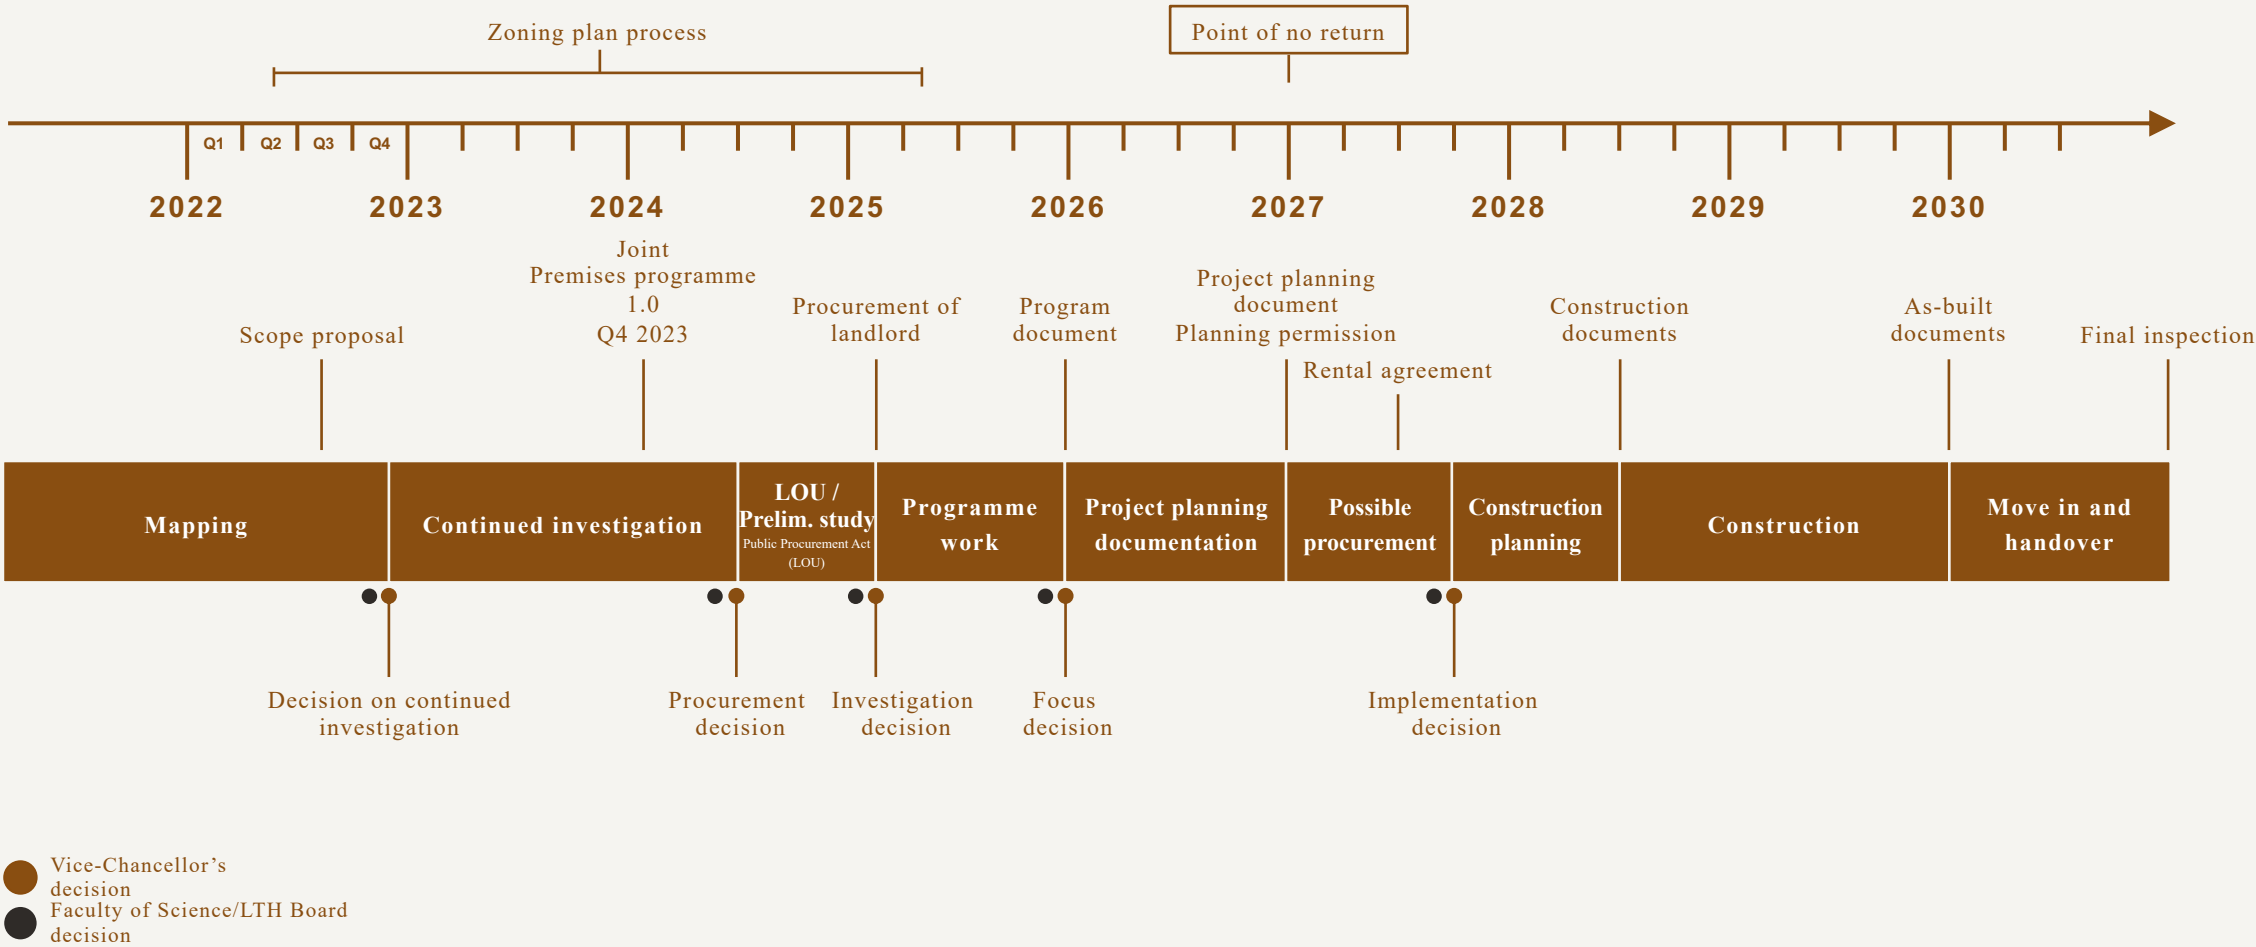 Zoning plan process
Point of no return
Q1 Q2 Q3 Q4
2022 2023 2024 2025 2026 2027 2028 2029 2030
Scope proposal
Joint
Premises programme
1.0
Q4 2023
Procurement of
landlord
Program
document
Project planning
document
Planning permission
Rental agreement
Construction
documents
As-built
documents
Final inspection
Mapping
Continued investigation
LOU /
Prelim. study
Public Procurement Act
(LOU)
Programme
work
Project planning
documentation
Possible
procurement
Construction
planning
Construction
Move in and
handover
Decision on continued
investigation
Procurement
decision
Investigation
decision
Focus
decision
Implementation
decision
Vice-Chancellor’s
decision
Faculty of Science/LTH Board
decision